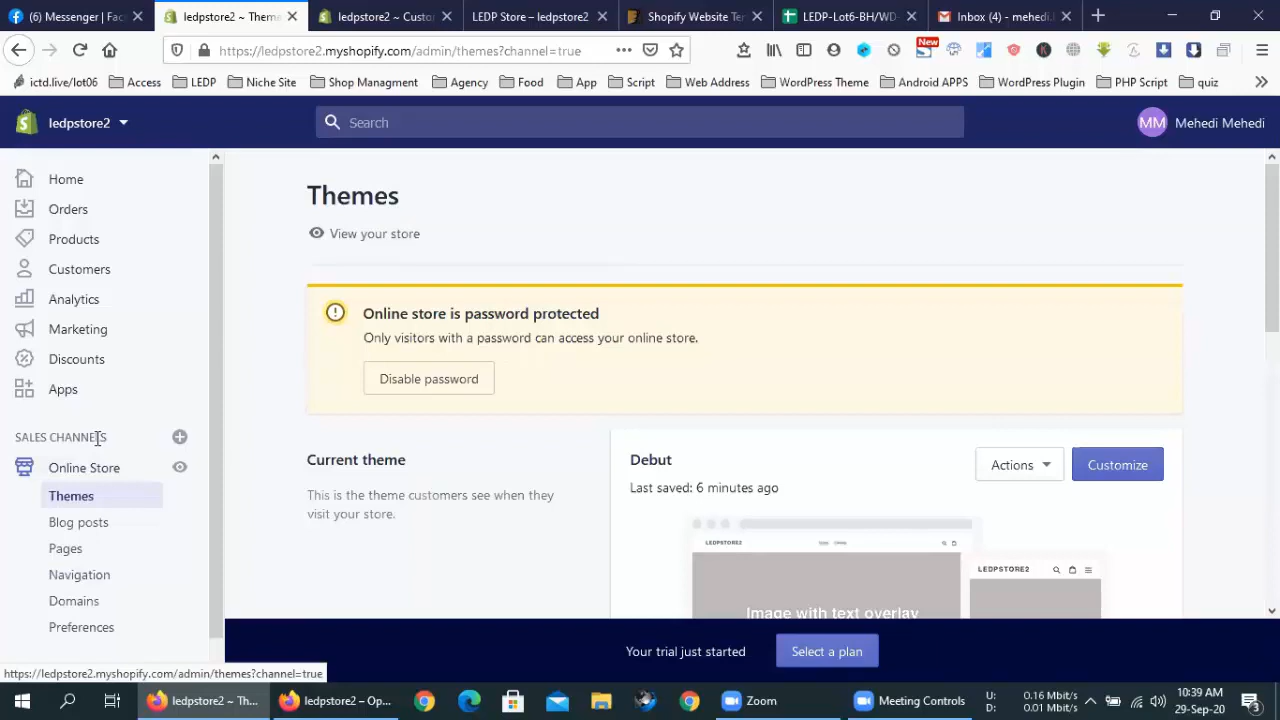 (6) Messenger | Fac
ledpstore2 ~ Theme
ledpstore2 ~ Custo
LEDP Store – ledpstore2
Shopify Website Tem
LEDP-Lot6-BH/WD-
Inbox (4) - mehedi.
https://ledpstore2.myshopify.com/admin/themes?channel=true
New
ictd.live/lot06
Access
LEDP
Niche Site
Shop Managment
Agency
Food
App
Script
Web Address
WordPress Theme
Android APPS
WordPress Plugin
PHP Script
quiz
ledpstore2
Search
MM
Mehedi Mehedi
Home
Orders
Products
Customers
Analytics
Marketing
Discounts
Apps
SALES CHANNELS
Online Store
Themes
Blog posts
Pages
Navigation
Domains
Preferences
Themes
View your store
Online store is password protected
Only visitors with a password can access your online store.
Disable password
Current theme
This is the theme customers see when they
visit your store.
Debut
Last saved: 6 minutes ago
Actions
Customize
LEDPSTORE2
LEDPSTORE2
Image with text overlay
Your trial just started
Select a plan
https://ledpstore2.myshopify.com/admin/themes?channel=true
ledpstore2 ~ Th...
ledpstore2 – Op...
Zoom
Meeting Controls
U: 0.16 Mbit/s
D: 0.01 Mbit/s
10:39 AM
29-Sep-20
3